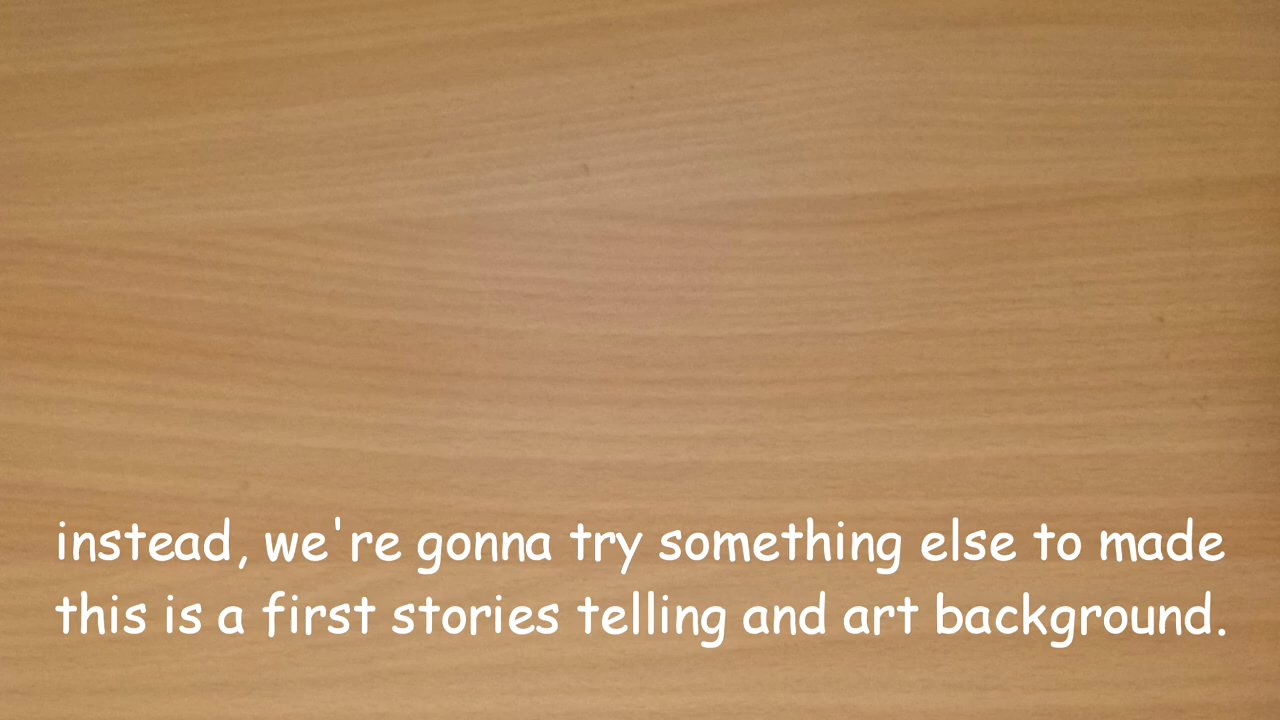 instead, we're gonna try something else to made
this is a first stories telling and art background.